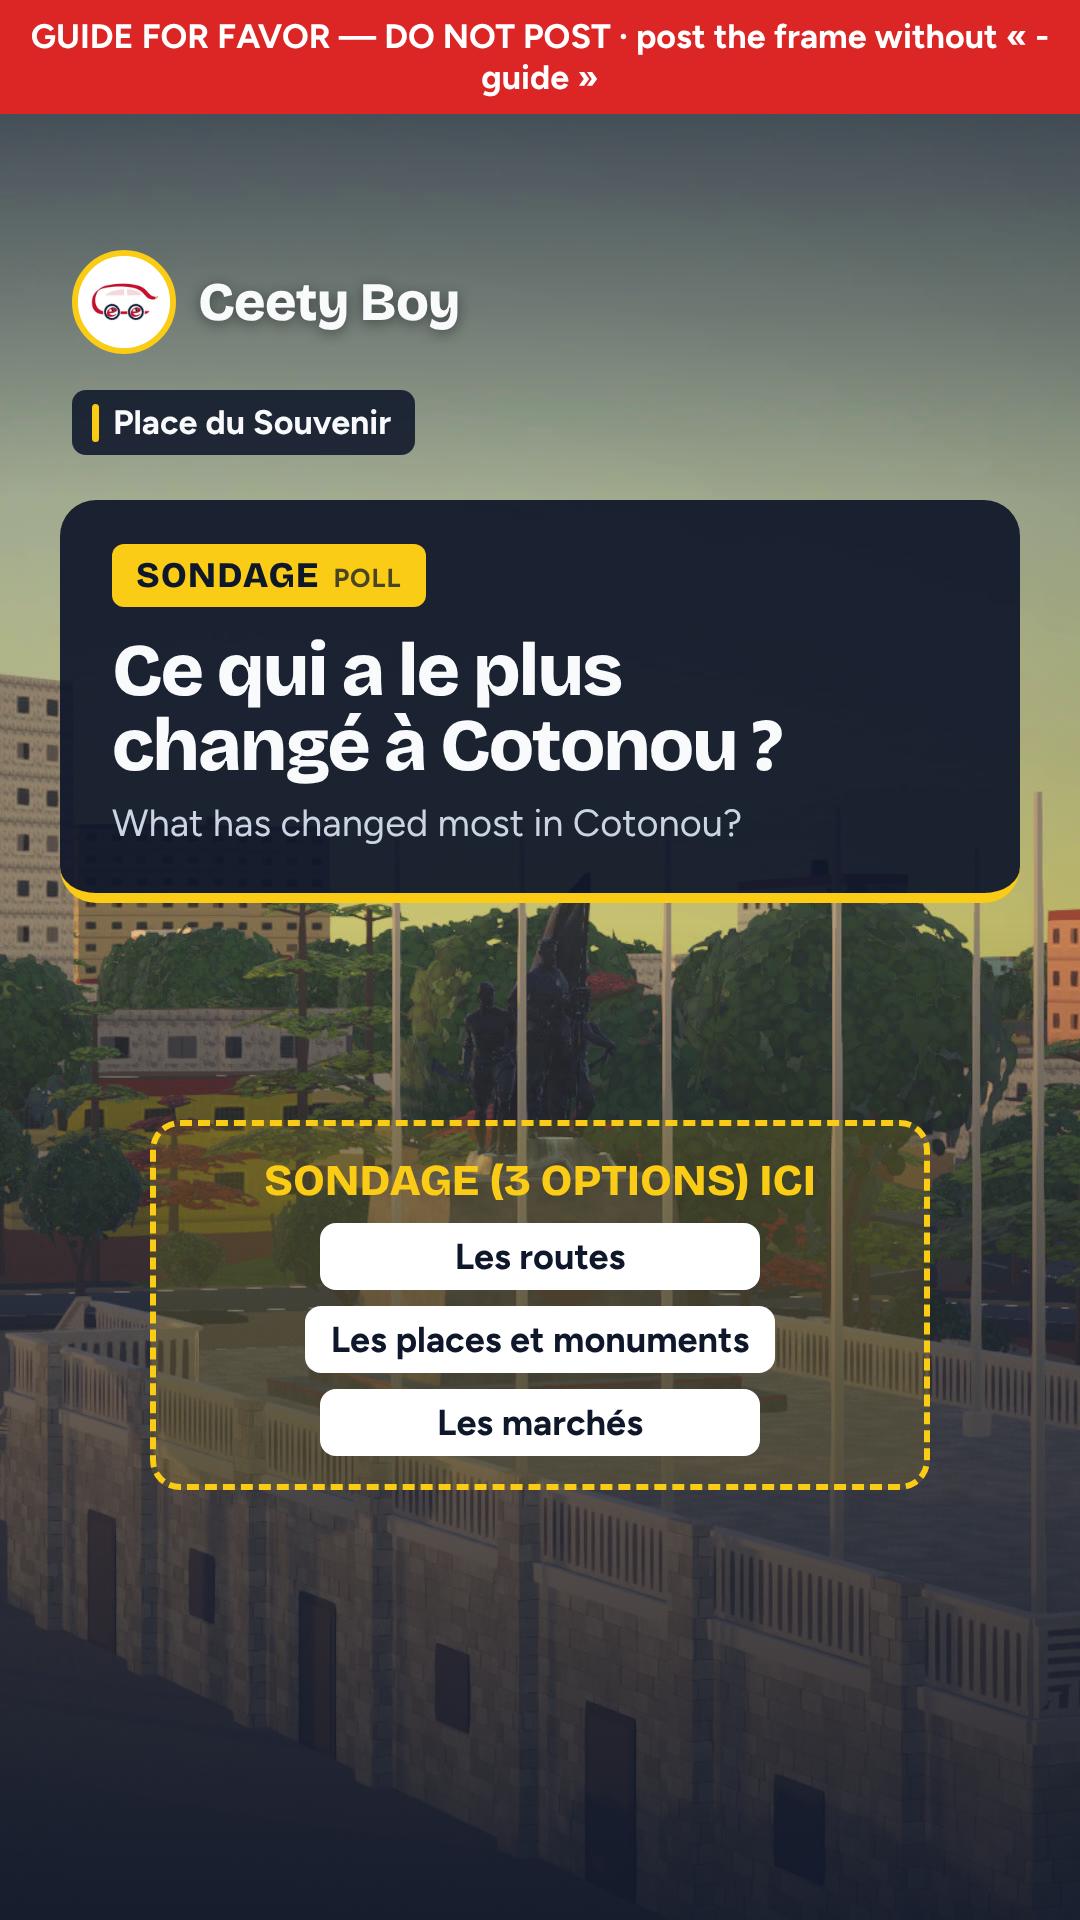 GUIDE FOR FAVOR — DO NOT POST · post the frame without « -
guide »
Ceety Boy
Place du Souvenir
SONDAGE POLL
Ce qui a le plus
changé à Cotonou ?
What has changed most in Cotonou?
SONDAGE (3 OPTIONS) ICI
Les routes
Les places et monuments
Les marchés